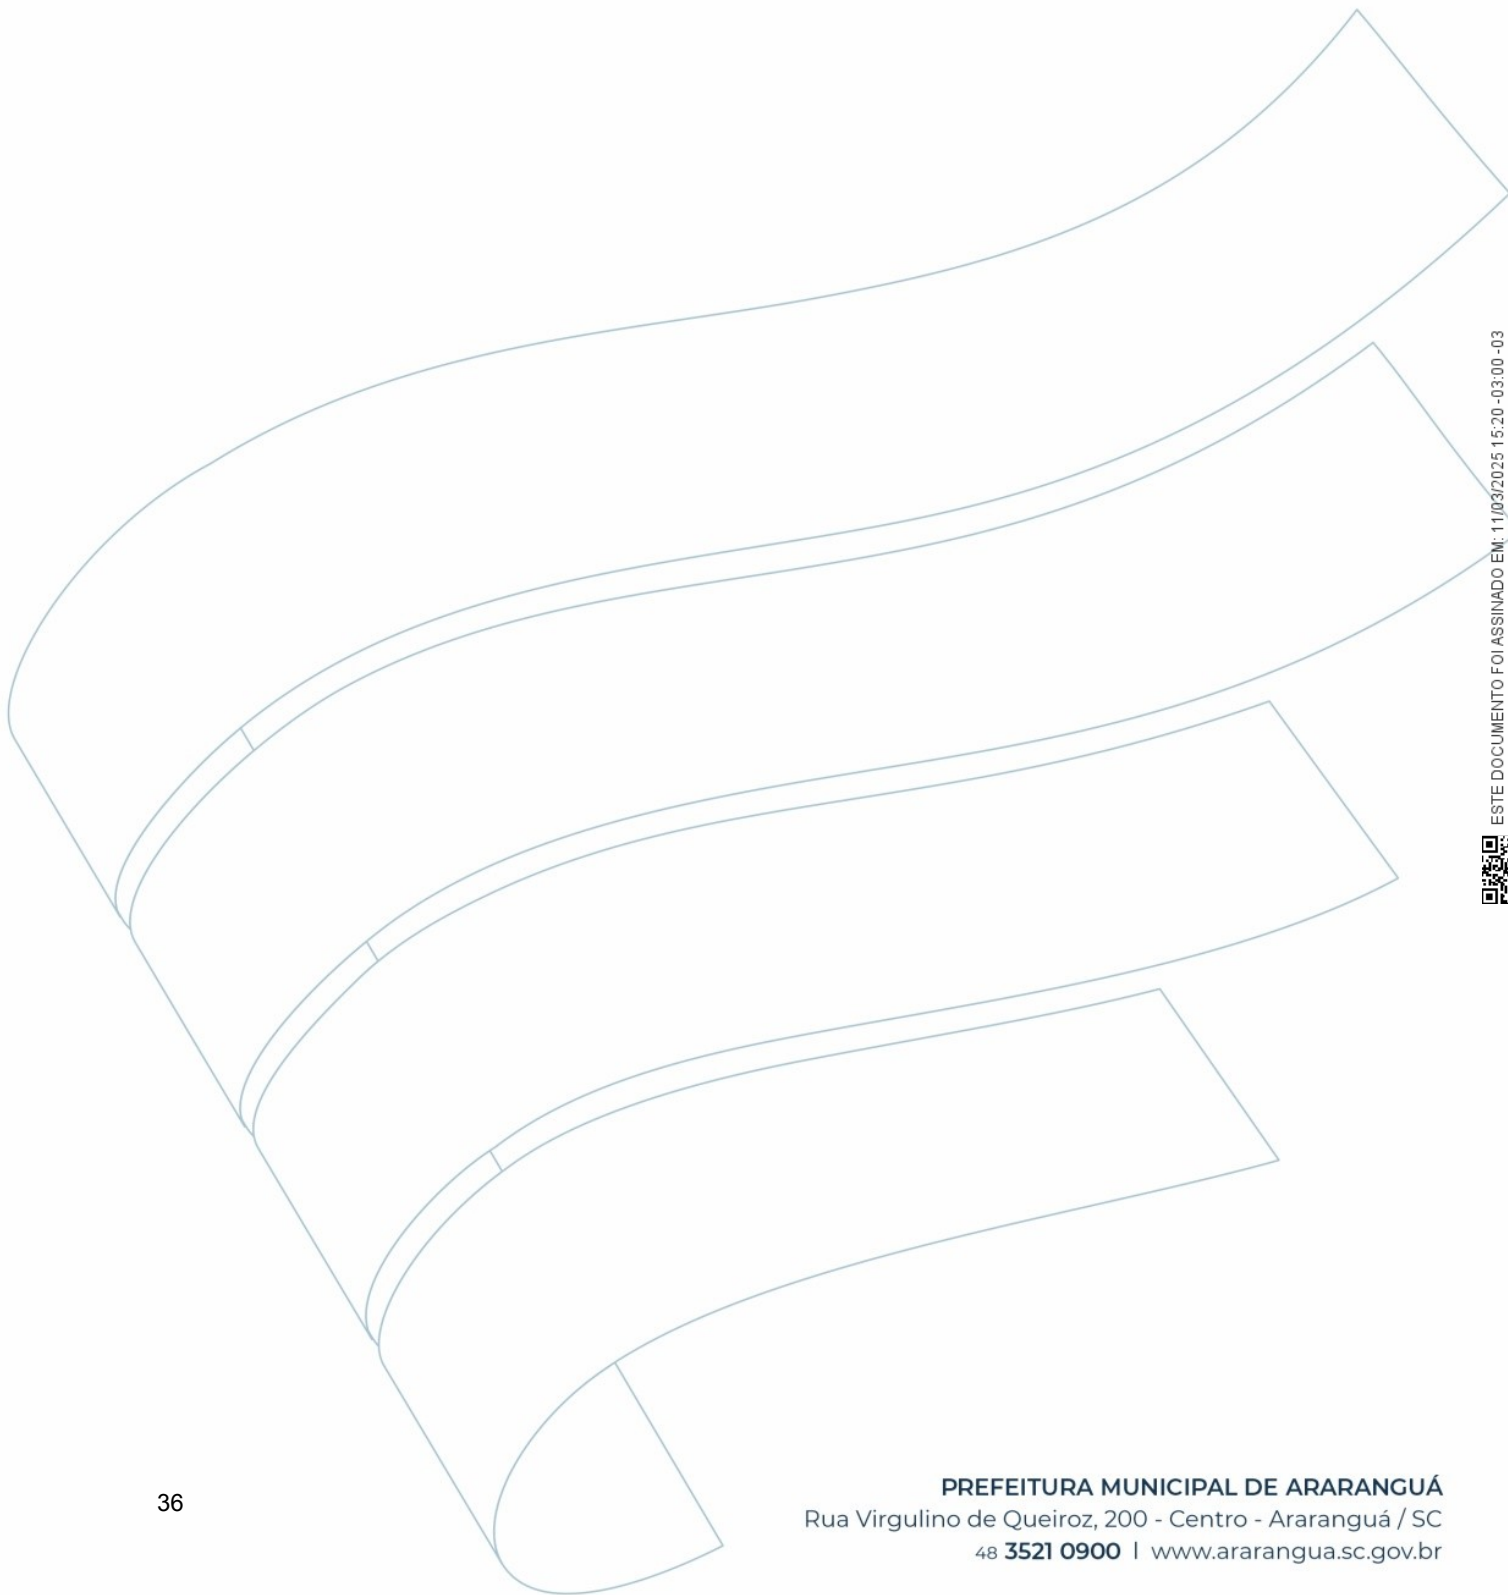 ESTE DOCUMENTO FOI ASSINADO EM: 11/03/2025 15:20 -03:00 -03
36
PREFEITURA MUNICIPAL DE ARARANGUÁ
Rua Virgulino de Queiroz, 200 - Centro - Araranguá / SC
48 3521 0900 | www.ararangua.sc.gov.br